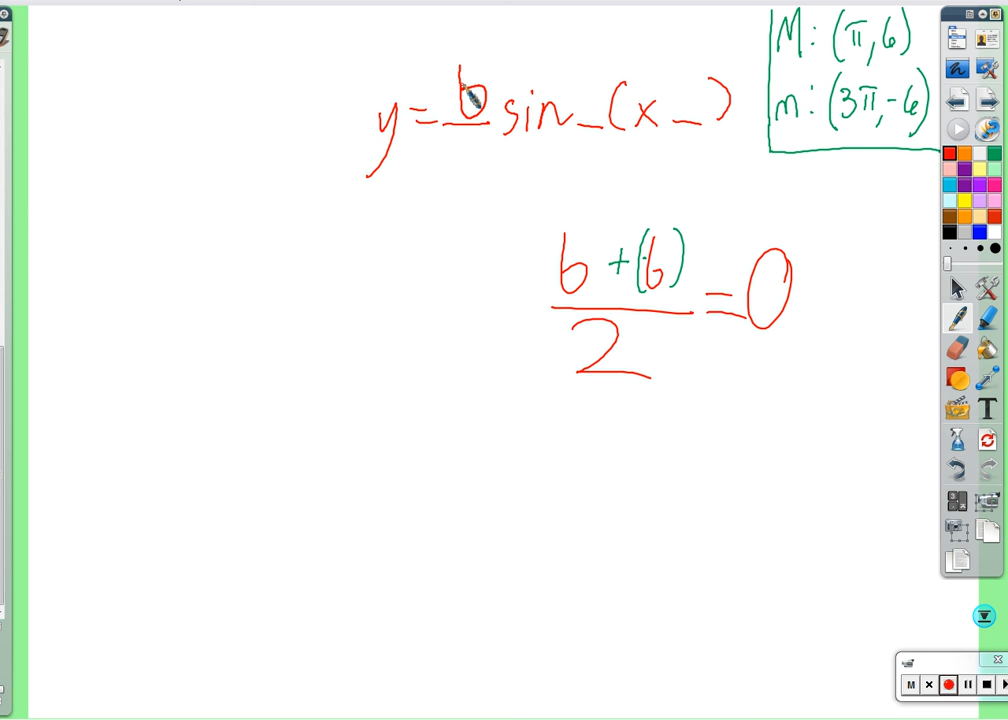 M: (π, 6)
m: (3π, -6)
y = 6 sin _ (x _ )
6 + (6)
2
= 0